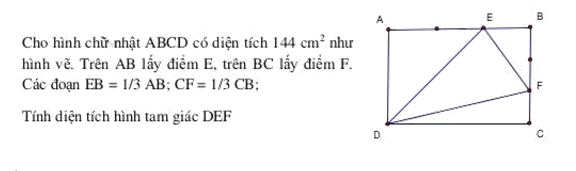 Cho hình chữ nhật ABCD có diện tích 144 cm² như
hình vẽ. Trên AB lấy điểm E, trên BC lấy điểm F.
Các đoạn EB = 1/3 AB; CF = 1/3 CB;
Tính diện tích hình tam giác DEF
A
E
B
F
D
C